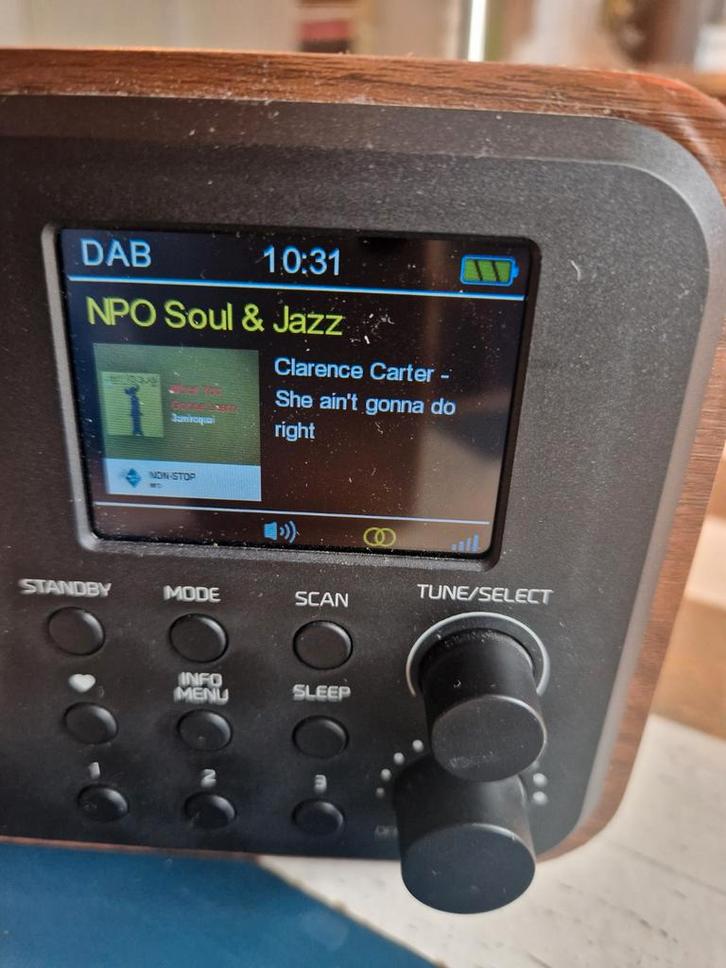 DAB 10:31
NPO Soul & Jazz
Clarence Carter -
She ain't gonna do
right
Jamiroquai
NON-STOP
STANDBY MODE SCAN TUNE/SELECT
INFO
MENU SLEEP
1 2 3